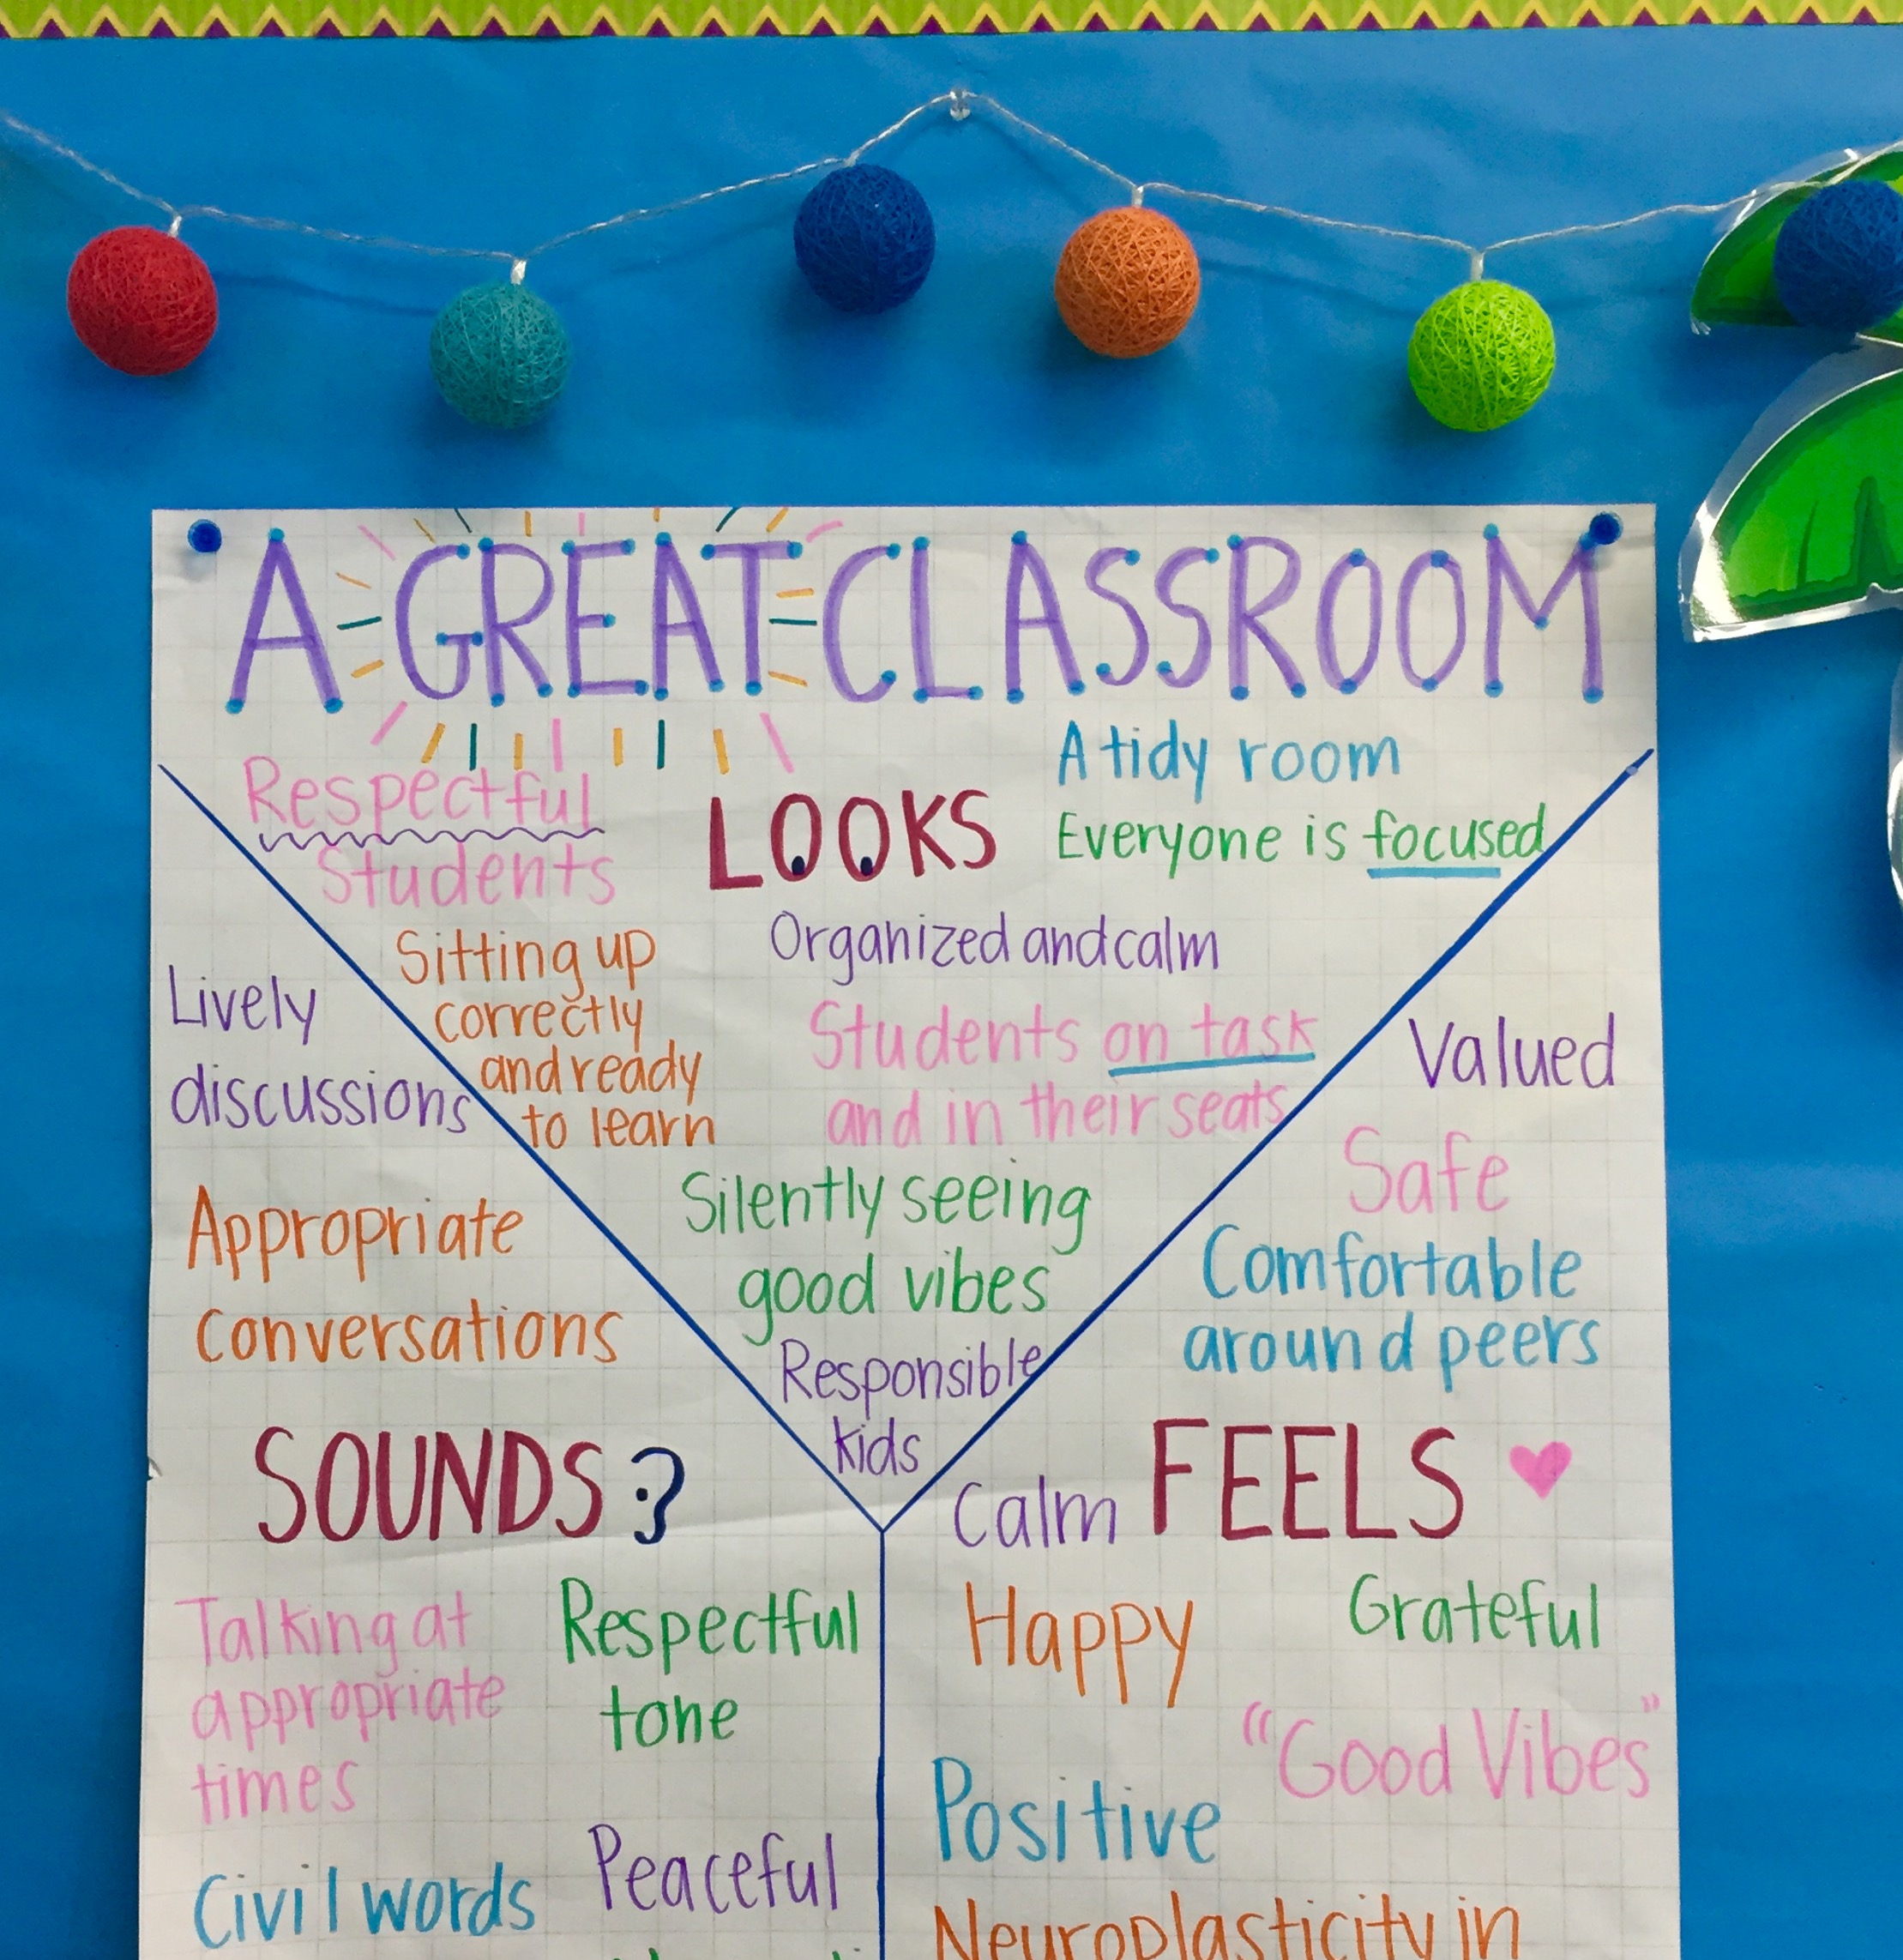 A GREAT CLASSROOM
LOOKS
Respectful
Students
A tidy room
Everyone is focused
Sitting up
correctly
and ready
to learn
Organized and calm
Students on task
and in their seats
Silently seeing
good vibes
Responsible
kids
Lively
discussions
Appropriate
conversations
SOUNDS
Talking at
appropriate
times
Respectful
tone
Civil words
Peaceful
Valued
Safe
Comfortable
around peers
FEELS
Calm
Happy
Grateful
"Good Vibes"
Positive
Neuroplasticity in